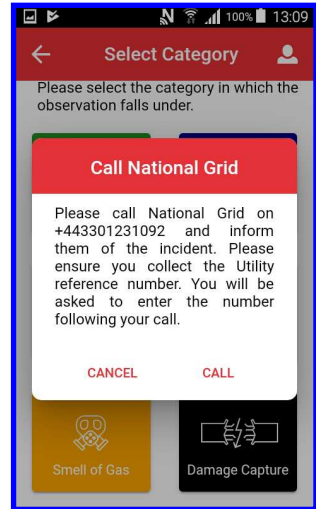 100% 13:09
Select Category
Please select the category in which the
observation falls under.
Call National Grid
Please call National Grid on
+443301231092 and inform
them of the incident. Please
ensure you collect the Utility
reference number. You will be
asked to enter the number
following your call.
CANCEL CALL
Smell of Gas Damage Capture